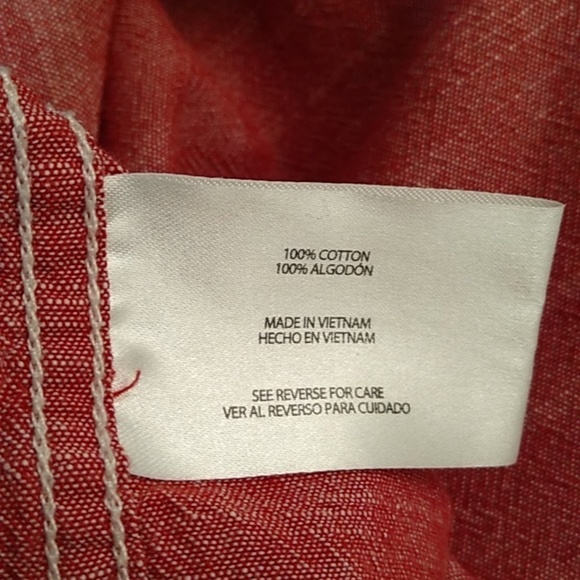 100% COTTON
100% ALGODÓN
MADE IN VIETNAM
HECHO EN VIETNAM
SEE REVERSE FOR CARE
VER AL REVERSO PARA CUIDADO